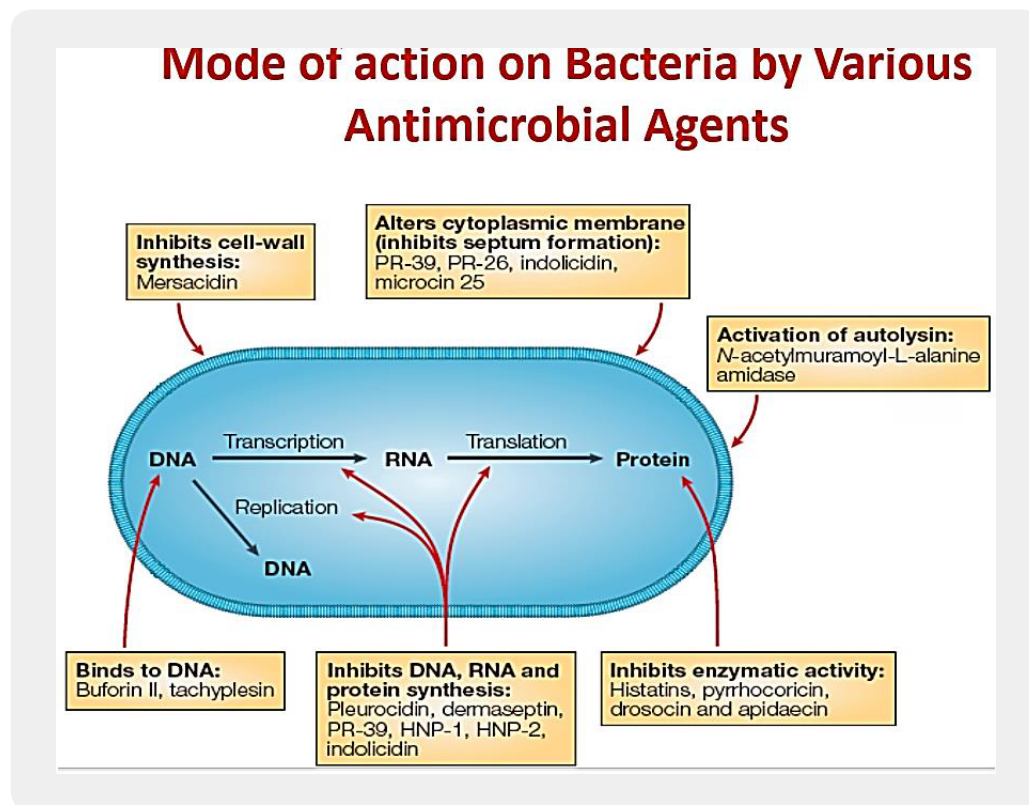 Mode of action on Bacteria by Various
Antimicrobial Agents
Inhibits cell-wall
synthesis:
Mersacidin
Alters cytoplasmic membrane
(inhibits septum formation):
PR-39, PR-26, indolicidin,
microcin 25
Activation of autolysin:
N-acetylmuramoyl-L-alanine
amidase
DNA
Transcription
RNA
Translation
Protein
Replication
DNA
Binds to DNA:
Buforin II, tachyplesin
Inhibits DNA, RNA and
protein synthesis:
Pleurocidin, dermaseptin,
PR-39, HNP-1, HNP-2,
indolicidin
Inhibits enzymatic activity:
Histatins, pyrrhocoricin,
drosocin and apidaecin